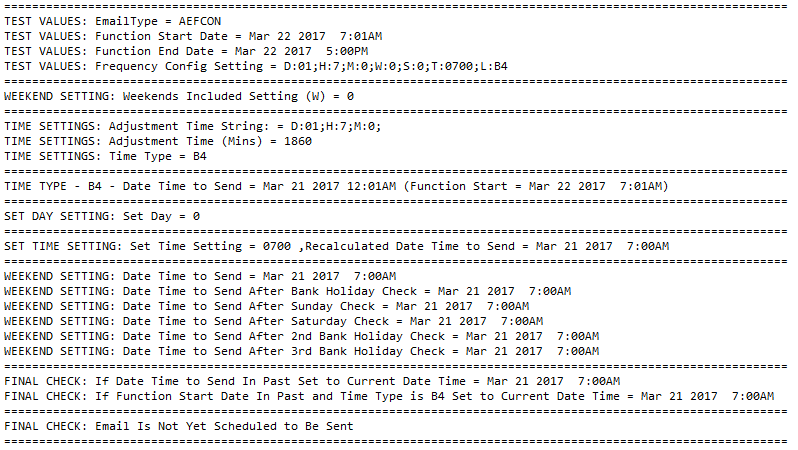 ================================================================================================================
TEST VALUES: EmailType = AEFCON
TEST VALUES: Function Start Date = Mar 22 2017  7:01AM
TEST VALUES: Function End Date = Mar 22 2017  5:00PM
TEST VALUES: Frequency Config Setting = D:01;H:7;M:0;W:0;S:0;T:0700;L:B4
================================================================================================================
WEEKEND SETTING: Weekends Included Setting (W) = 0
================================================================================================================
TIME SETTINGS: Adjustment Time String: = D:01;H:7;M:0;
TIME SETTINGS: Adjustment Time (Mins) = 1860
TIME SETTINGS: Time Type = B4
================================================================================================================
TIME TYPE - B4 - Date Time to Send = Mar 21 2017 12:01AM (Function Start = Mar 22 2017  7:01AM)
================================================================================================================
SET DAY SETTING: Set Day = 0
================================================================================================================
SET TIME SETTING: Set Time Setting = 0700 ,Recalculated Date Time to Send = Mar 21 2017  7:00AM
================================================================================================================
WEEKEND SETTING: Date Time to Send = Mar 21 2017  7:00AM
WEEKEND SETTING: Date Time to Send After Bank Holiday Check = Mar 21 2017  7:00AM
WEEKEND SETTING: Date Time to Send After Sunday Check = Mar 21 2017  7:00AM
WEEKEND SETTING: Date Time to Send After Saturday Check = Mar 21 2017  7:00AM
WEEKEND SETTING: Date Time to Send After 2nd Bank Holiday Check = Mar 21 2017  7:00AM
WEEKEND SETTING: Date Time to Send After 3rd Bank Holiday Check = Mar 21 2017  7:00AM
================================================================================================================
FINAL CHECK: If Date Time to Send In Past Set to Current Date Time = Mar 21 2017  7:00AM
FINAL CHECK: If Function Start Date In Past and Time Type is B4 Set to Current Date Time = Mar 21 2017  7:00AM
================================================================================================================
FINAL CHECK: Email Is Not Yet Scheduled to Be Sent
================================================================================================================